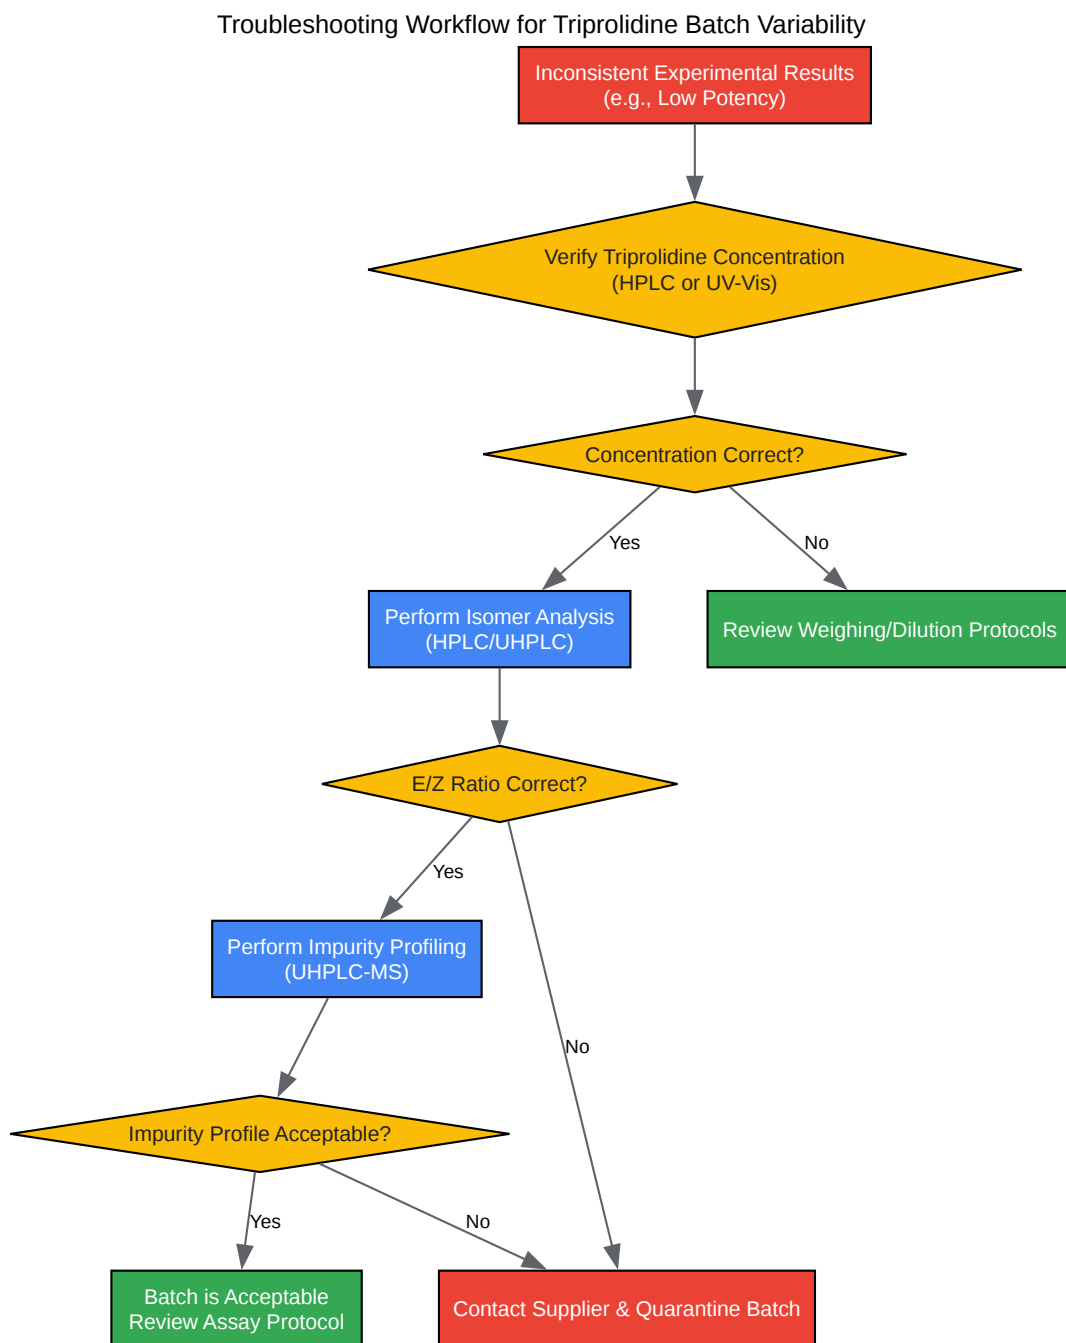 Troubleshooting Workflow for Triprolidine Batch Variability
Inconsistent Experimental Results
(e.g., Low Potency)
Verify Triprolidine Concentration
(HPLC or UV-Vis)
Concentration Correct?
Yes
No
Perform Isomer Analysis
(HPLC/UHPLC)
Review Weighing/Dilution Protocols
E/Z Ratio Correct?
Yes
Perform Impurity Profiling
(UHPLC-MS)
No
Impurity Profile Acceptable?
Yes
No
Batch is Acceptable
Review Assay Protocol
Contact Supplier & Quarantine Batch